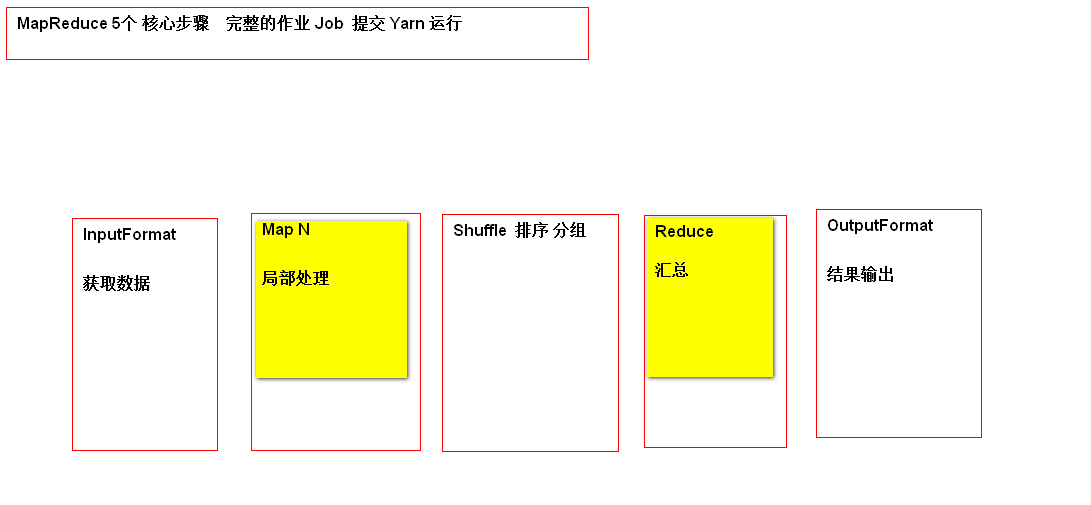 MapReduce 5个 核心步骤 完整的作业 Job 提交 Yarn 运行
InputFormat
获取数据
Map N
局部处理
Shuffle 排序 分组
Reduce
汇总
OutputFormat
结果输出